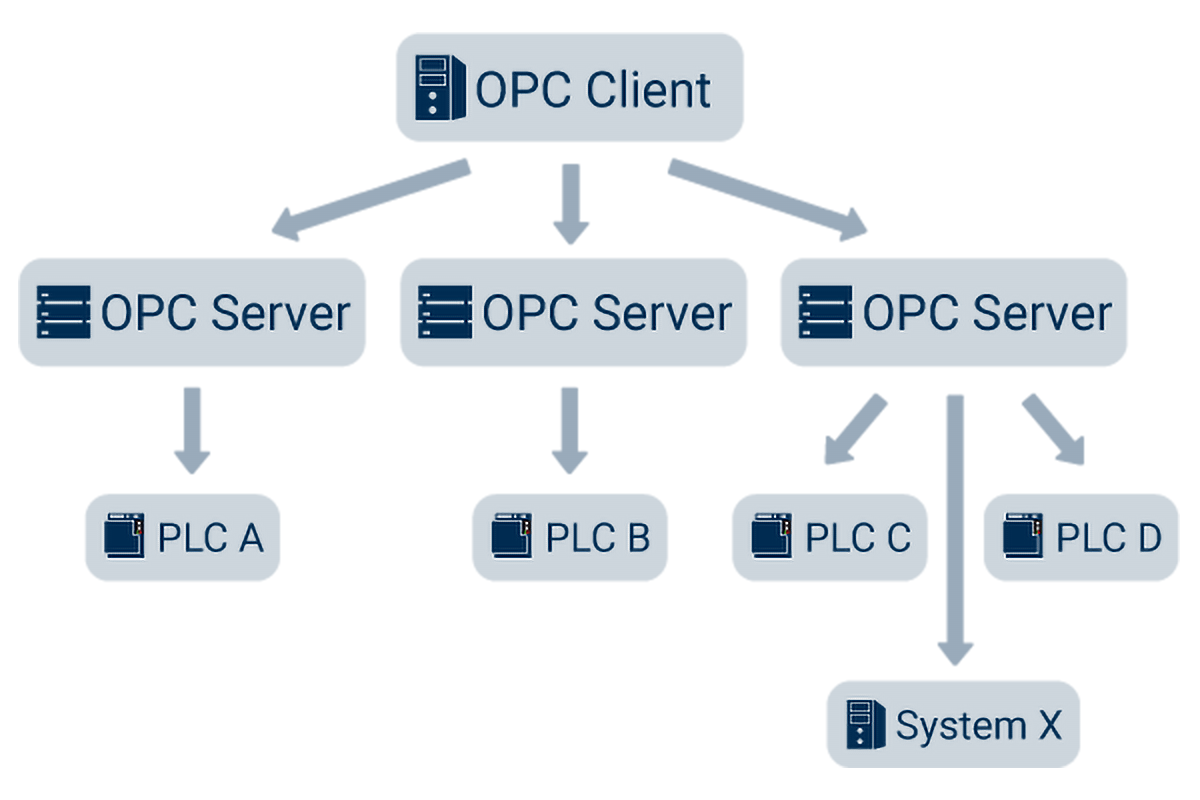 OPC Client
OPC Server
OPC Server
OPC Server
PLC A
PLC B
PLC C
PLC D
System X